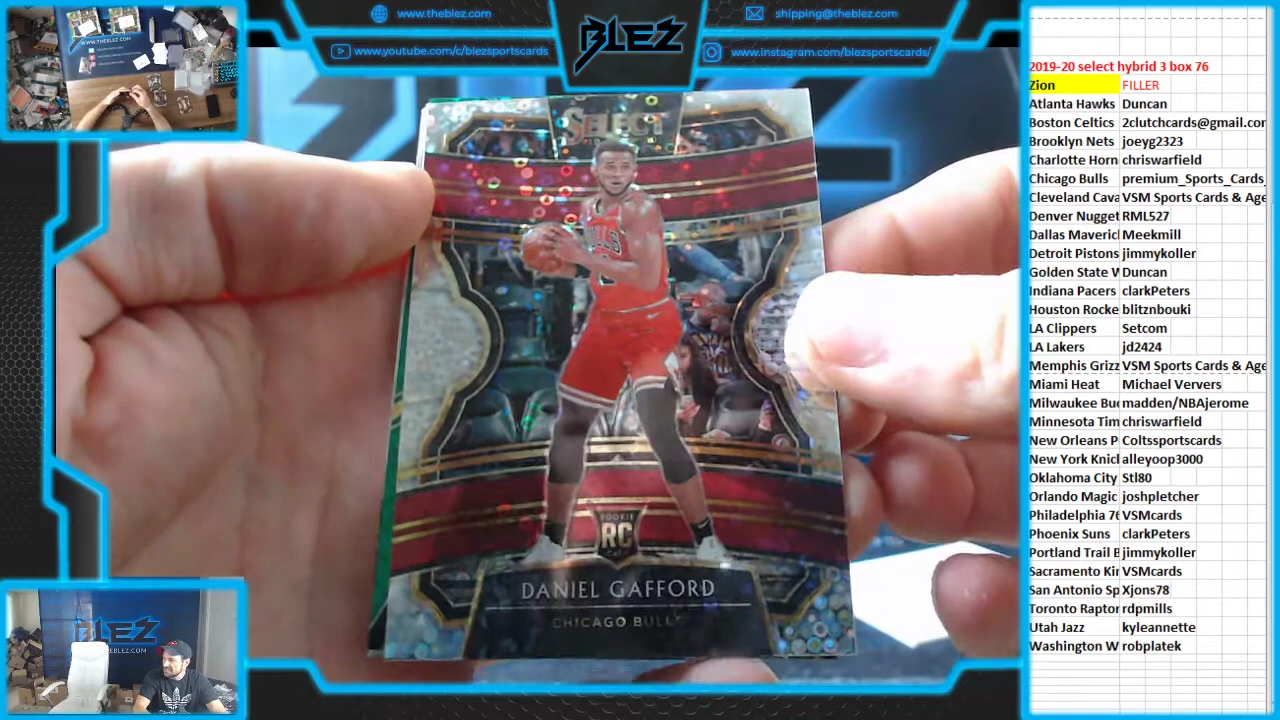 www.theblez.com
shipping@theblez.com
www.youtube.com/c/blezsportscards
www.instagram.com/blezsportscards/
BLEZ
SELECT
ROOKIE
RC
DANIEL GAFFORD
CHICAGO BULLS
BLEZ
2019-20 select hybrid 3 box 76
Zion FILLER
Atlanta Hawks Duncan
Boston Celtics 2clutchcards@gmail.cor
Brooklyn Nets joeyg2323
Charlotte Horn chriswarfield
Chicago Bulls premium_Sports_Cards_
Cleveland Cava VSM Sports Cards & Age
Denver Nugget RML527
Dallas Maveric Meekmill
Detroit Pistons jimmykoller
Golden State W Duncan
Indiana Pacers clarkPeters
Houston Rocke blitznbouki
LA Clippers Setcom
LA Lakers jd2424
Memphis Grizz VSM Sports Cards & Age
Miami Heat Michael Ververs
Milwaukee Buc madden/NBAjerome
Minnesota Tim chriswarfield
New Orleans P Coltssportscards
New York Knicl alleyoop3000
Oklahoma City Stl80
Orlando Magic joshpletcher
Philadelphia 76 VSMcards
Phoenix Suns clarkPeters
Portland Trail B jimmykoller
Sacramento Kir VSMcards
San Antonio Sp Xjons78
Toronto Raptor rdpmills
Utah Jazz kyleannette
Washington W robplatek